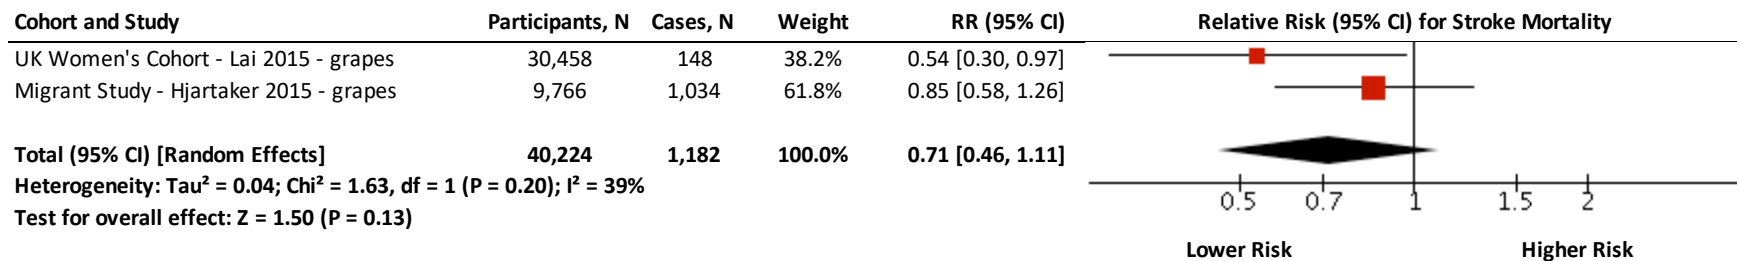 Cohort and Study Participants, N Cases, N Weight RR (95% CI) Relative Risk (95% CI) for Stroke Mortality
UK Women's Cohort - Lai 2015 - grapes 30,458 148 38.2% 0.54 [0.30, 0.97]
Migrant Study - Hjartaker 2015 - grapes 9,766 1,034 61.8% 0.85 [0.58, 1.26]
Total (95% CI) [Random Effects] 40,224 1,182 100.0% 0.71 [0.46, 1.11]
Heterogeneity: Tau² = 0.04; Chi² = 1.63, df = 1 (P = 0.20); I² = 39%
0.5 0.7 1 1.5 2
Test for overall effect: Z = 1.50 (P = 0.13)
Lower Risk Higher Risk